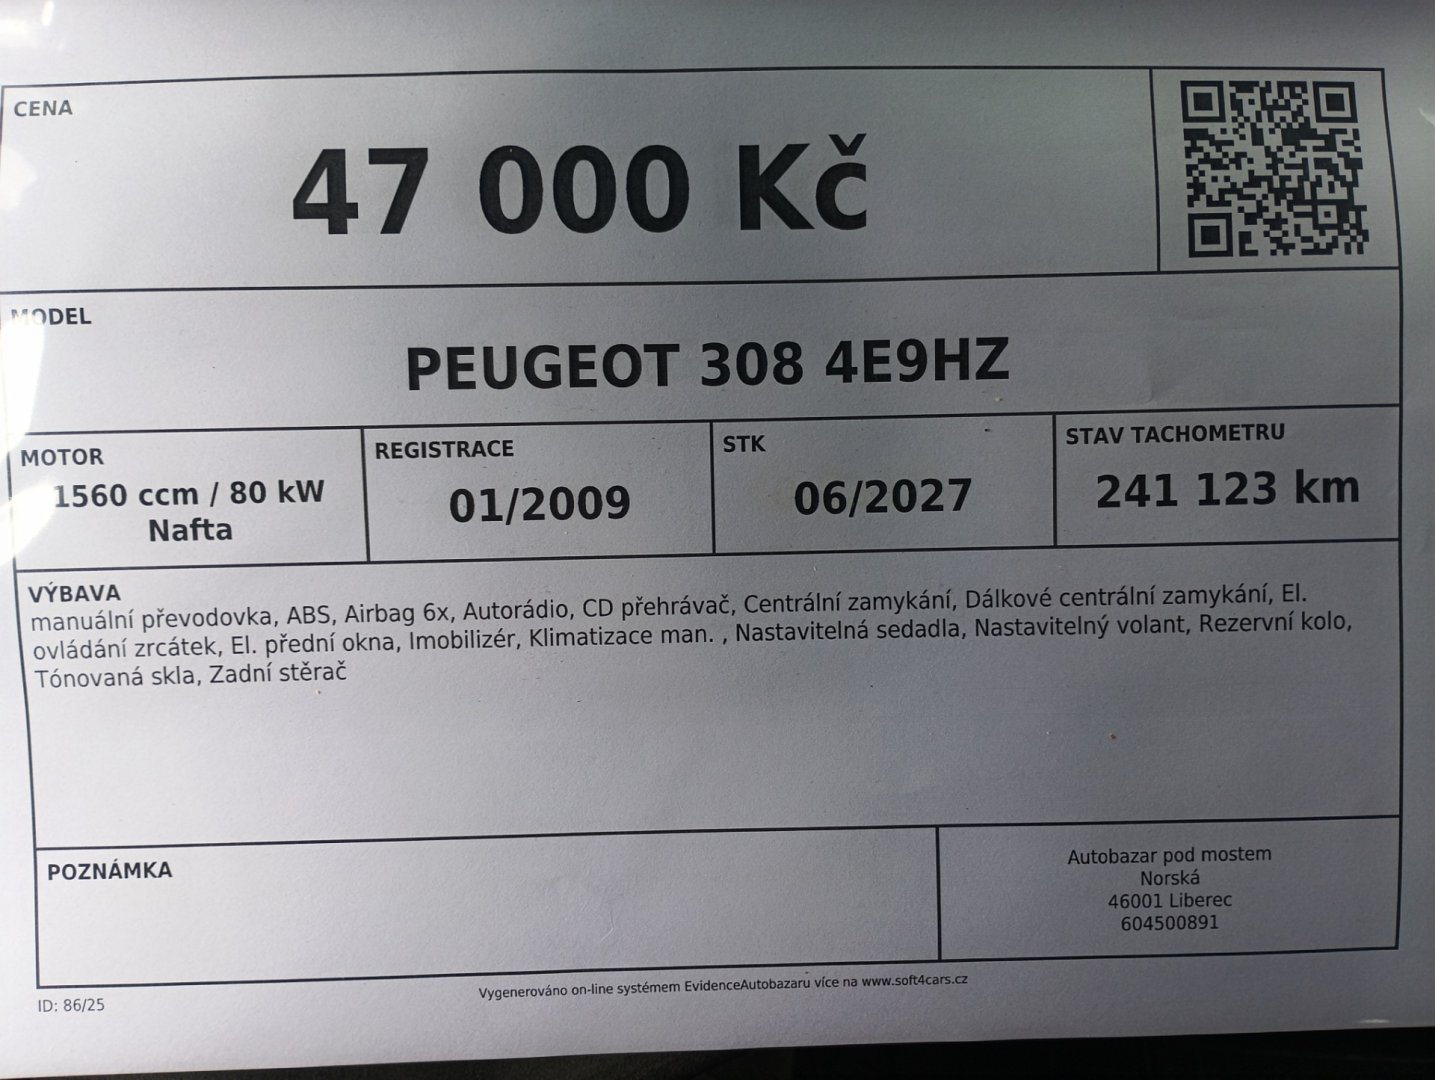 CENA
47 000 Kč
MODEL
PEUGEOT 308 4E9HZ
MOTOR
1560 ccm / 80 kW
Nafta
REGISTRACE
01/2009
STK
06/2027
STAV TACHOMETRU
241 123 km
VÝBAVA
manuální převodovka, ABS, Airbag 6x, Autorádio, CD přehrávač, Centrální zamykání, Dálkové centrální zamykání, El.
ovládání zrcátek, El. přední okna, Imobilizér, Klimatizace man. , Nastavitelná sedadla, Nastavitelný volant, Rezervní kolo,
Tónovaná skla, Zadní stěrač
POZNÁMKA
Autobazar pod mostem
Norská
46001 Liberec
604500891
ID: 86/25
Vygenerováno on-line systémem EvidenceAutobazaru více na www.soft4cars.cz